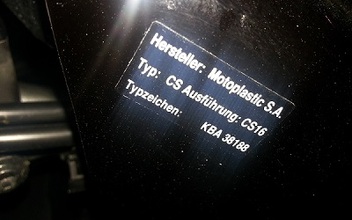 Hersteller: Motoplastic S.A.
Typ: CS Ausführung: CS16
Typzeichen: KBA 38188